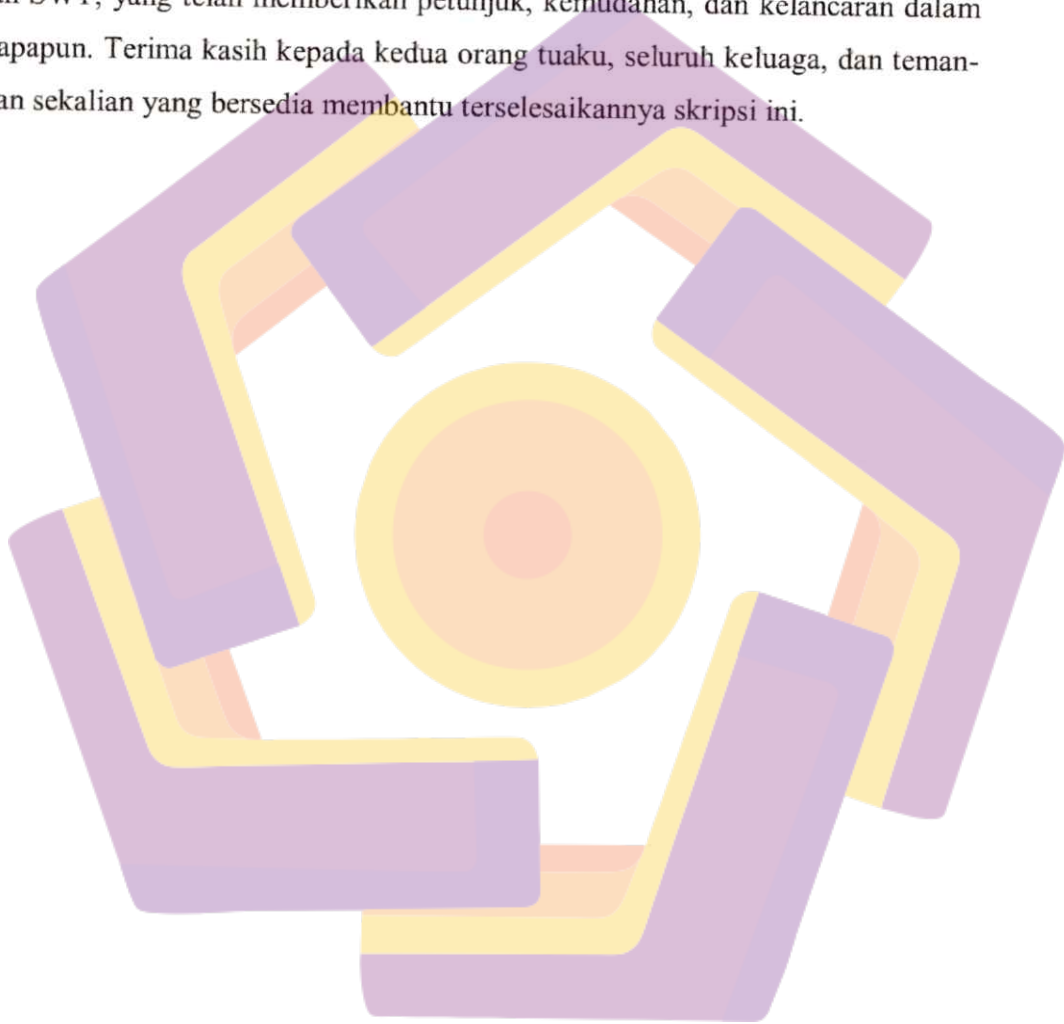 SWT, yang telah memberikan petunjuk, kemudahan, dan kelancaran dalam
apapun. Terima kasih kepada kedua orang tuaku, seluruh keluaga, dan teman-
an sekalian yang bersedia membantu terselesaikannya skripsi ini.